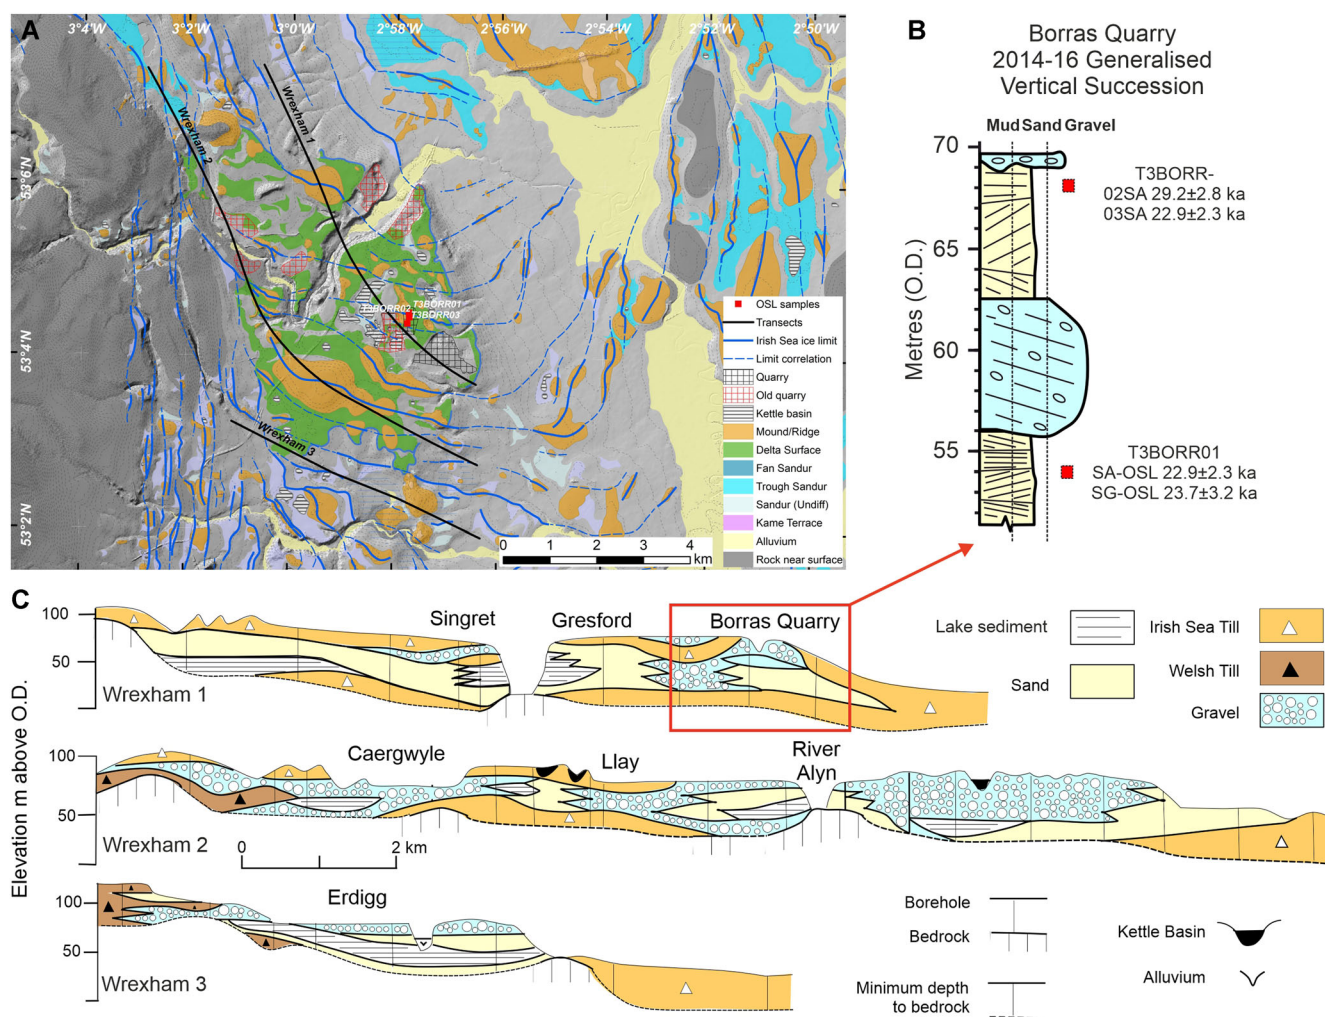 A
3°4'W
3°2'W
3°0'W
2°58'W
2°56'W
2°54'W
2°52'W
2°50'W
53°6'N
53°4'N
53°2'N
Wrexham 1
Wrexham 2
Wrexham 3
T3BORR02
T3BORR01
T3BORR03
OSL samples
Transects
Irish Sea ice limit
Limit correlation
Quarry
Old quarry
Kettle basin
Mound/Ridge
Delta Surface
Fan Sandur
Trough Sandur
Sandur (Undiff)
Kame Terrace
Alluvium
Rock near surface
0 1 2 3 4
km
B
Borras Quarry
2014-16 Generalised
Vertical Succession
Mud Sand Gravel
70
65
60
55
Metres (O.D.)
T3BORR-
02SA 29.2±2.8 ka
03SA 22.9±2.3 ka
T3BORR01
SA-OSL 22.9±2.3 ka
SG-OSL 23.7±3.2 ka
C
Elevation m above O.D.
100
50
Singret
Gresford
Borras Quarry
Wrexham 1
100
50
Caergwyle
Llay
River
Alyn
Wrexham 2
0 2 km
100
50
Erdigg
Wrexham 3
Lake sediment
Sand
Irish Sea Till
Welsh Till
Gravel
Borehole
Bedrock
Minimum depth
to bedrock
Kettle Basin
Alluvium